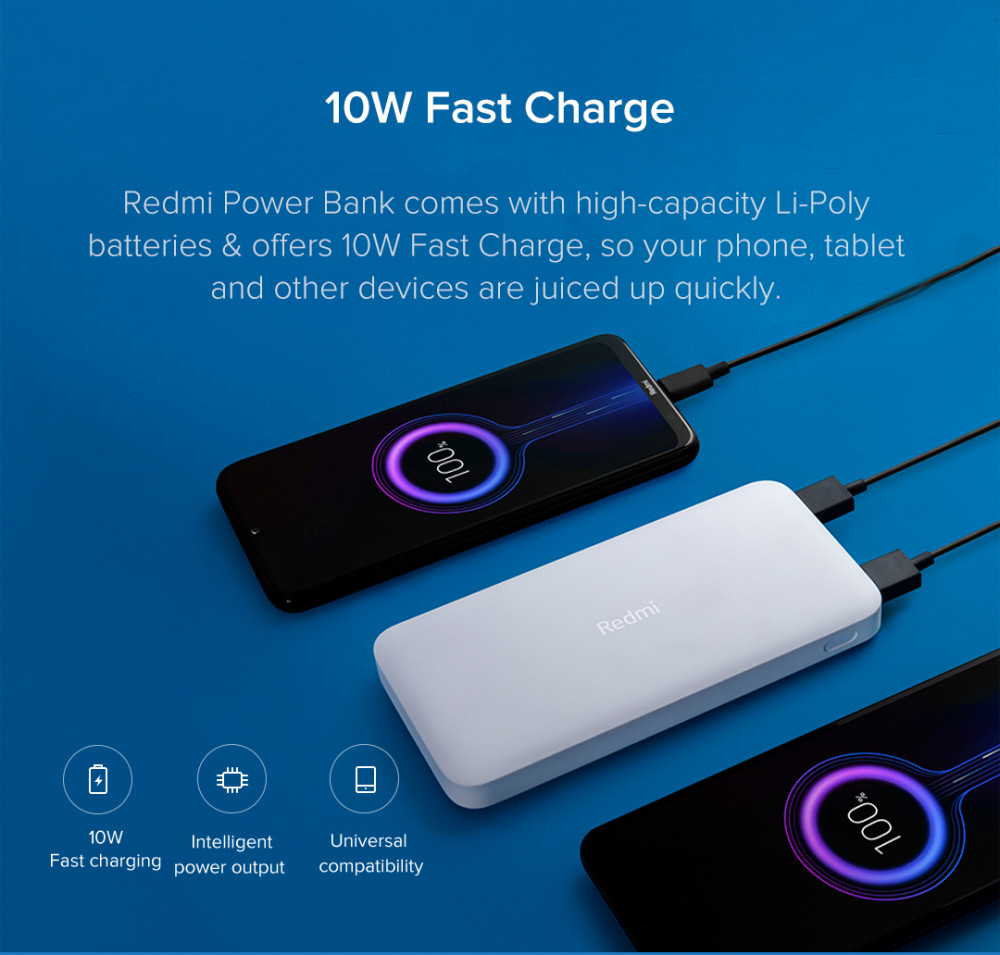 10W Fast Charge
Redmi Power Bank comes with high-capacity Li-Poly
batteries & offers 10W Fast Charge, so your phone, tablet
and other devices are juiced up quickly.
Redmi
100%
Redmi
100%
10W
Fast charging
Intelligent
power output
Universal
compatibility